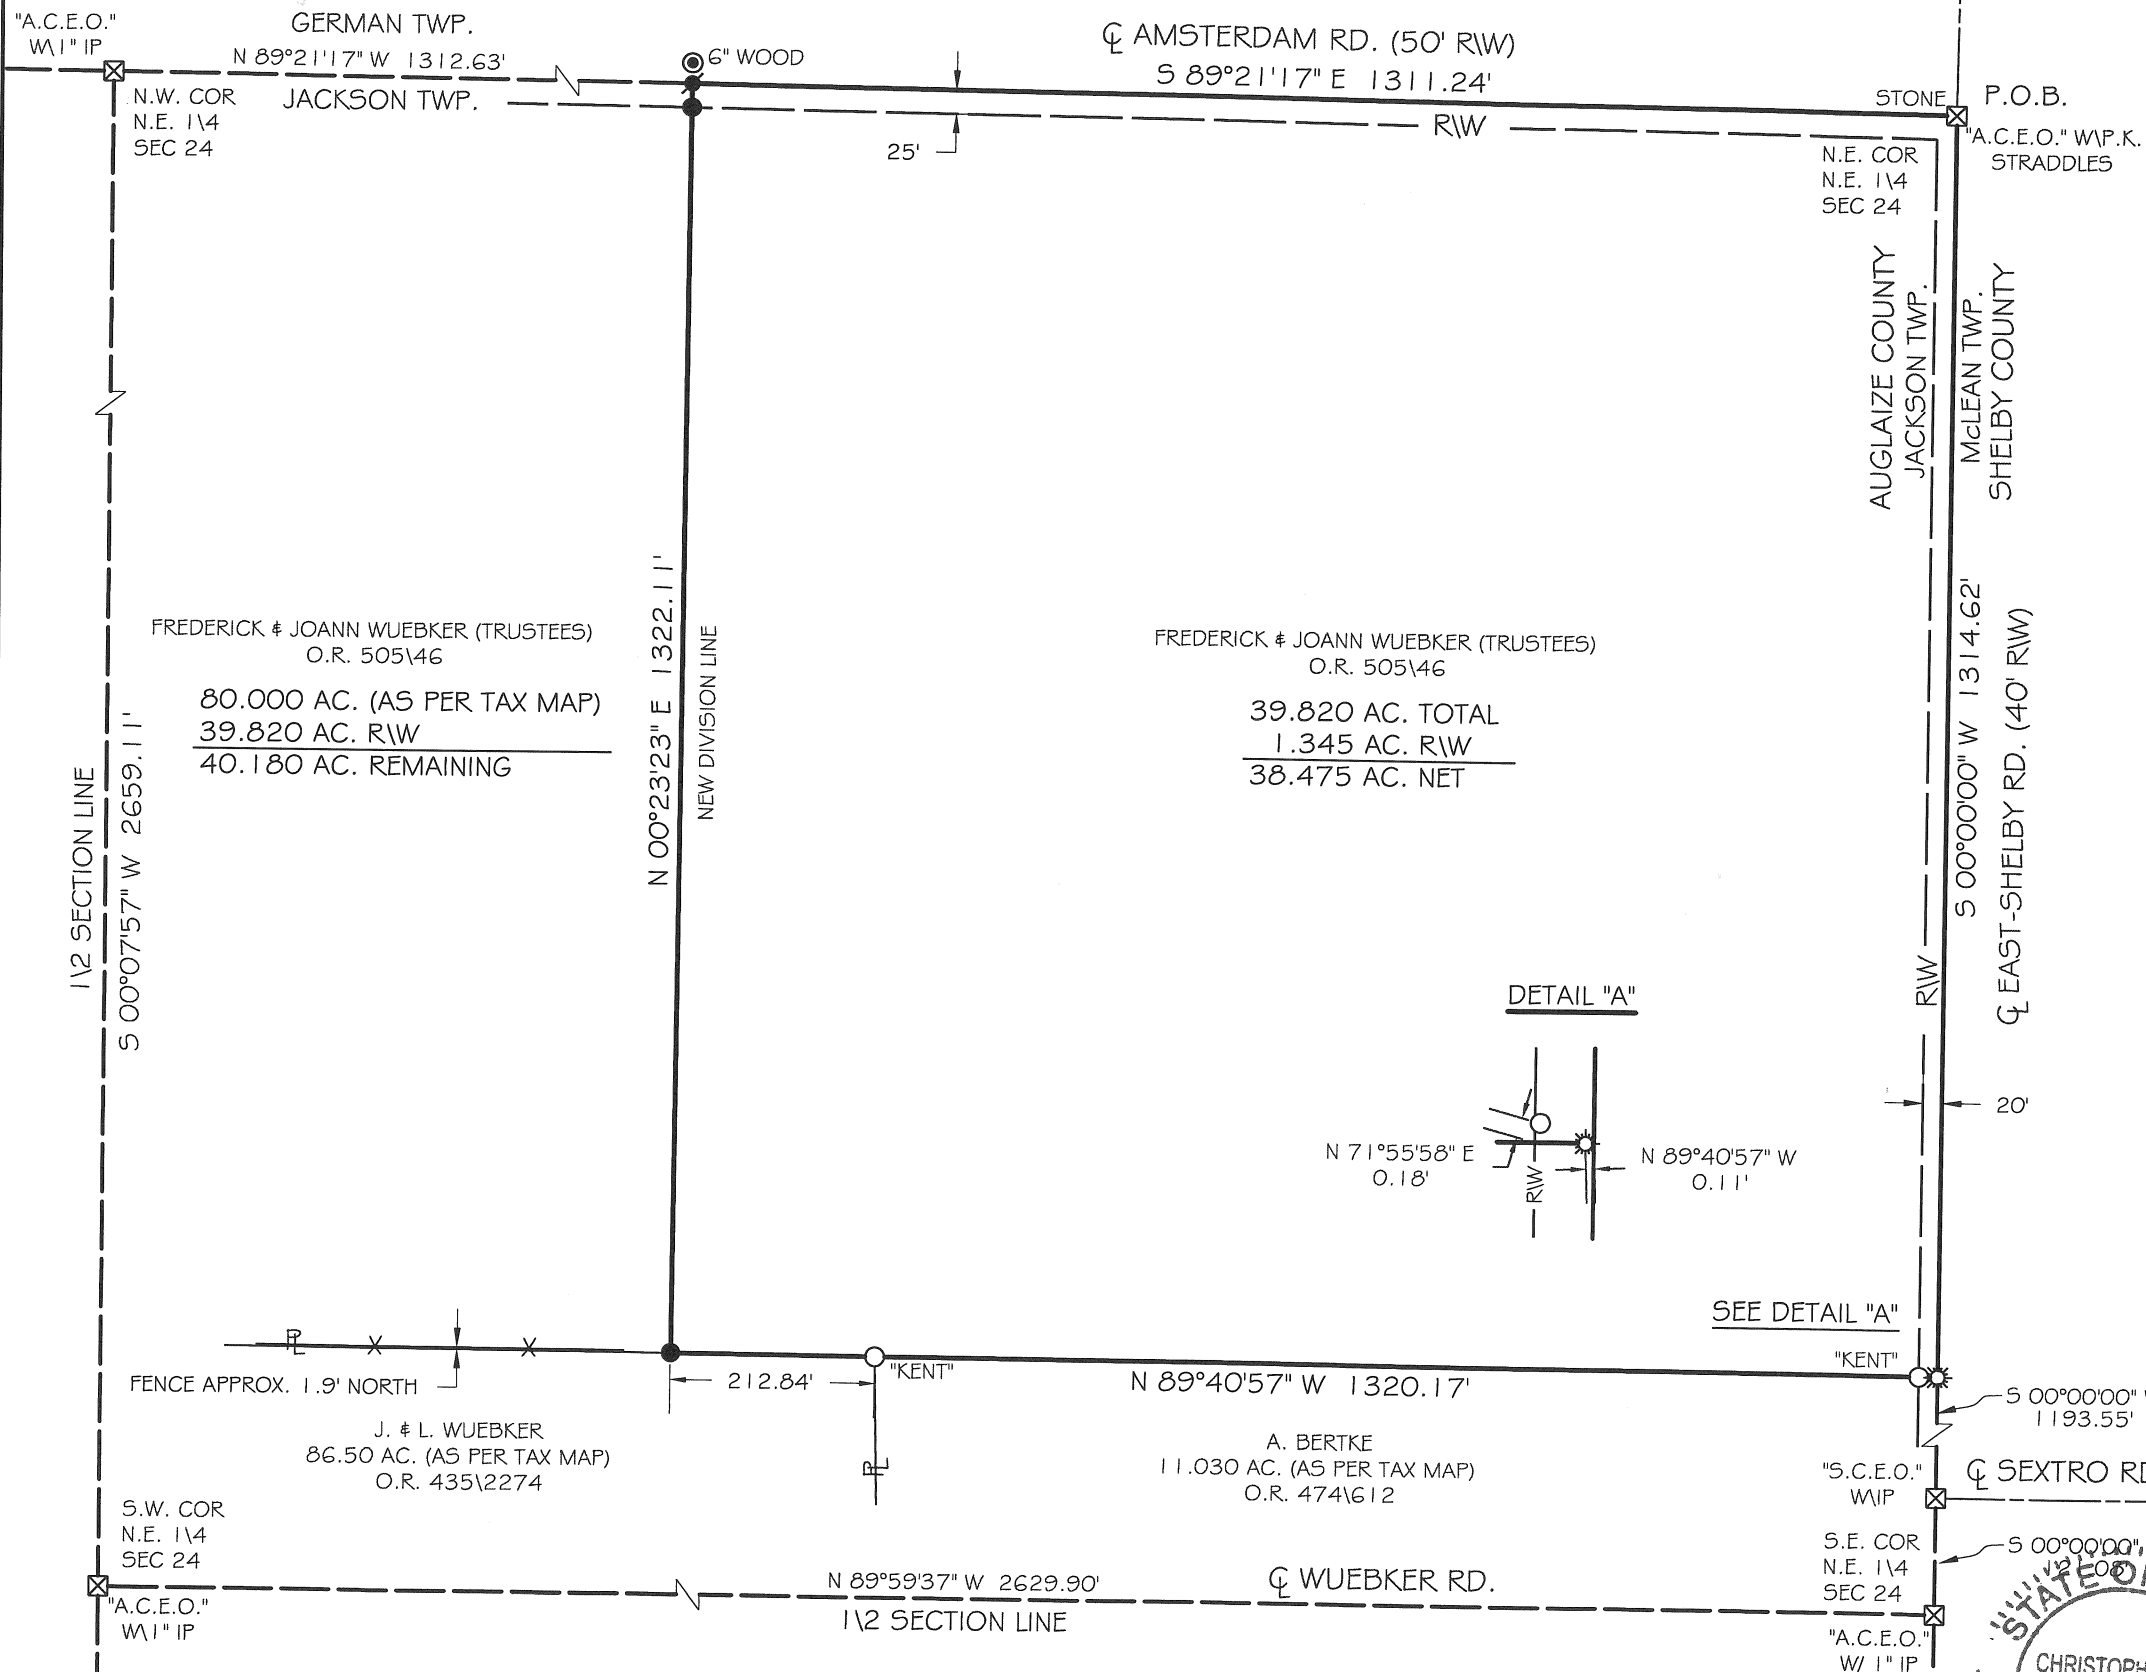 "A.C.E.O."
W\1" IP
GERMAN TWP.
N 89°21'17" W 1312.63'
6" WOOD
℄ AMSTERDAM RD. (50' R\W)
S 89°21'17" E 1311.24'
N.W. COR
N.E. 1\4
SEC 24
JACKSON TWP.
25'
R\W
STONE
P.O.B.
"A.C.E.O." W\P.K.
STRADDLES
N.E. COR
N.E. 1\4
SEC 24
AUGLAIZE COUNTY
JACKSON TWP.
McLEAN TWP.
SHELBY COUNTY
1\2 SECTION LINE
S 00°07'57" W 2659.11'
FREDERICK & JOANN WUEBKER (TRUSTEES)
O.R. 505\46
80.000 AC. (AS PER TAX MAP)
39.820 AC. R\W
40.180 AC. REMAINING
N 00°23'23" E 1322.11'
NEW DIVISION LINE
FREDERICK & JOANN WUEBKER (TRUSTEES)
O.R. 505\46
39.820 AC. TOTAL
1.345 AC. R\W
38.475 AC. NET
S 00°00'00" W 1314.62'
℄ EAST-SHELBY RD. (40' R\W)
R\W
20'
DETAIL "A"
N 71°55'58" E
0.18'
R\W
N 89°40'57" W
0.11'
SEE DETAIL "A"
PL
FENCE APPROX. 1.9' NORTH
212.84'
"KENT"
N 89°40'57" W 1320.17'
"KENT"
S 00°00'00"
1193.55'
J. & L. WUEBKER
86.50 AC. (AS PER TAX MAP)
O.R. 435\2274
PL
A. BERTKE
11.030 AC. (AS PER TAX MAP)
O.R. 474\612
"S.C.E.O."
W\IP
℄ SEXTRO RD
S.W. COR
N.E. 1\4
SEC 24
S.E. COR
N.E. 1\4
SEC 24
S 00°00'00"
"A.C.E.O."
W\1" IP
N 89°59'37" W 2629.90'
℄ WUEBKER RD.
1\2 SECTION LINE
"A.C.E.O."
W/ 1" IP
STATE O
CHRISTOPH